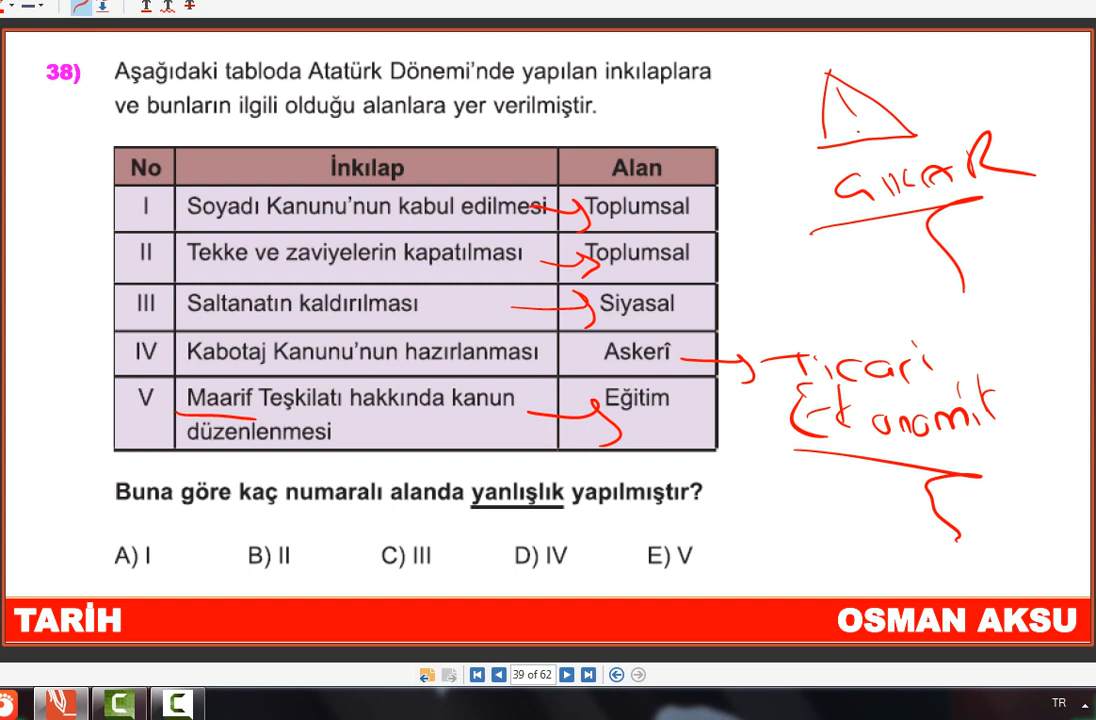 38) Aşağıdaki tabloda Atatürk Dönemi'nde yapılan inkılaplara
ve bunların ilgili olduğu alanlara yer verilmiştir.
No İnkılap Alan
I Soyadı Kanunu'nun kabul edilmesi Toplumsal
II Tekke ve zaviyelerin kapatılması Toplumsal
III Saltanatın kaldırılması Siyasal
IV Kabotaj Kanunu'nun hazırlanması Askerî
Ticari
Ekonomik
V Maarif Teşkilatı hakkında kanun Eğitim
düzenlenmesi
Buna göre kaç numaralı alanda yanlışlık yapılmıştır?
A) I B) II C) III D) IV E) V
TARİH OSMAN AKSU
39 of 62
TR